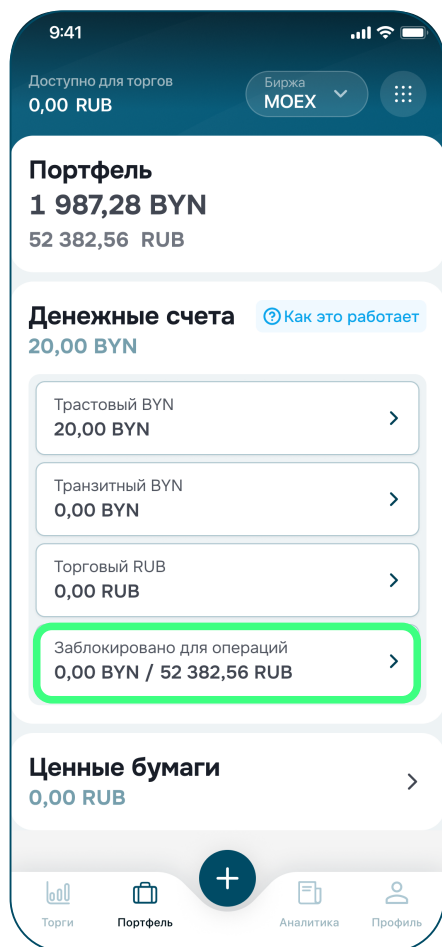 9:41
Доступно для торгов
0,00 RUB
Биржа
MOEX
Портфель
1 987,28 BYN
52 382,56 RUB
Денежные счета
Как это работает
20,00 BYN
Трастовый BYN
20,00 BYN
Транзитный BYN
0,00 BYN
Торговый RUB
0,00 RUB
Заблокировано для операций
0,00 BYN / 52 382,56 RUB
Ценные бумаги
0,00 RUB
Торги
Портфель
Аналитика
Профиль